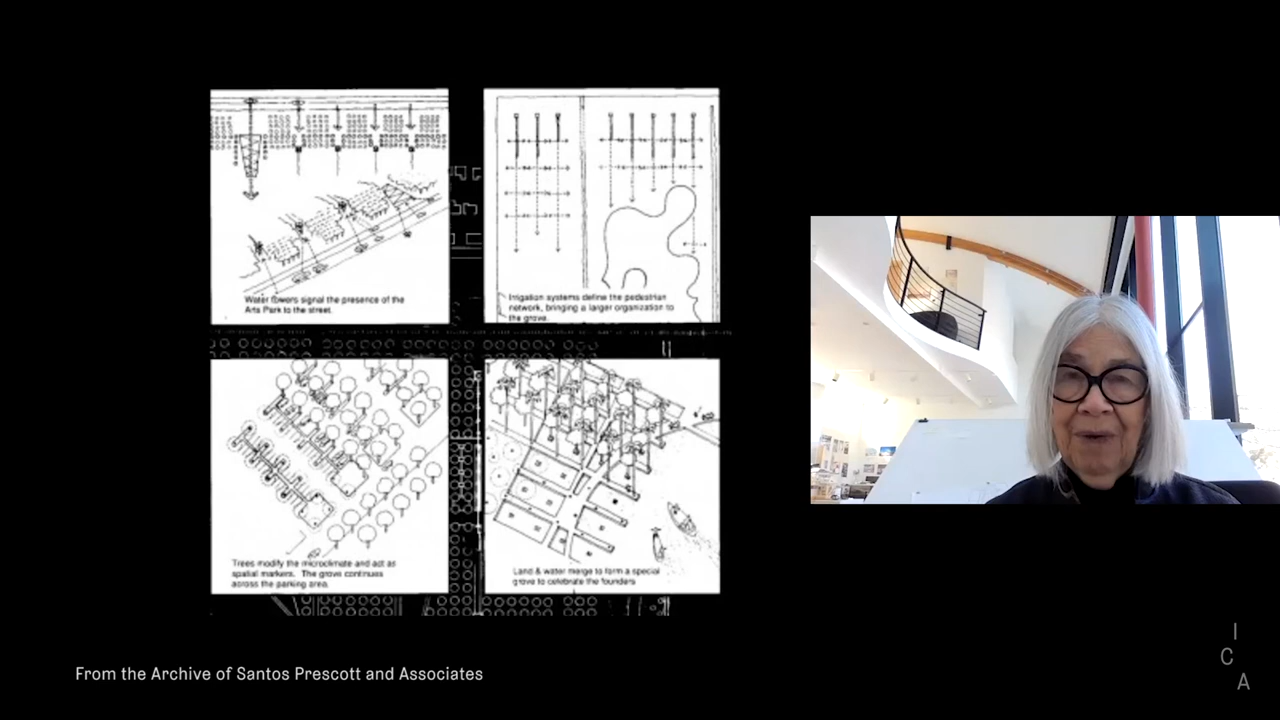 Water towers signal the presence of the
Arts Park to the street.
Irrigation systems define the pedestrian
network, bringing a larger organization to
the grove.
Trees modify the microclimate and act as
spatial markers. The grove continues
across the parking area.
Land & water merge to form a special
grove to celebrate the founders
From the Archive of Santos Prescott and Associates
I
C
A